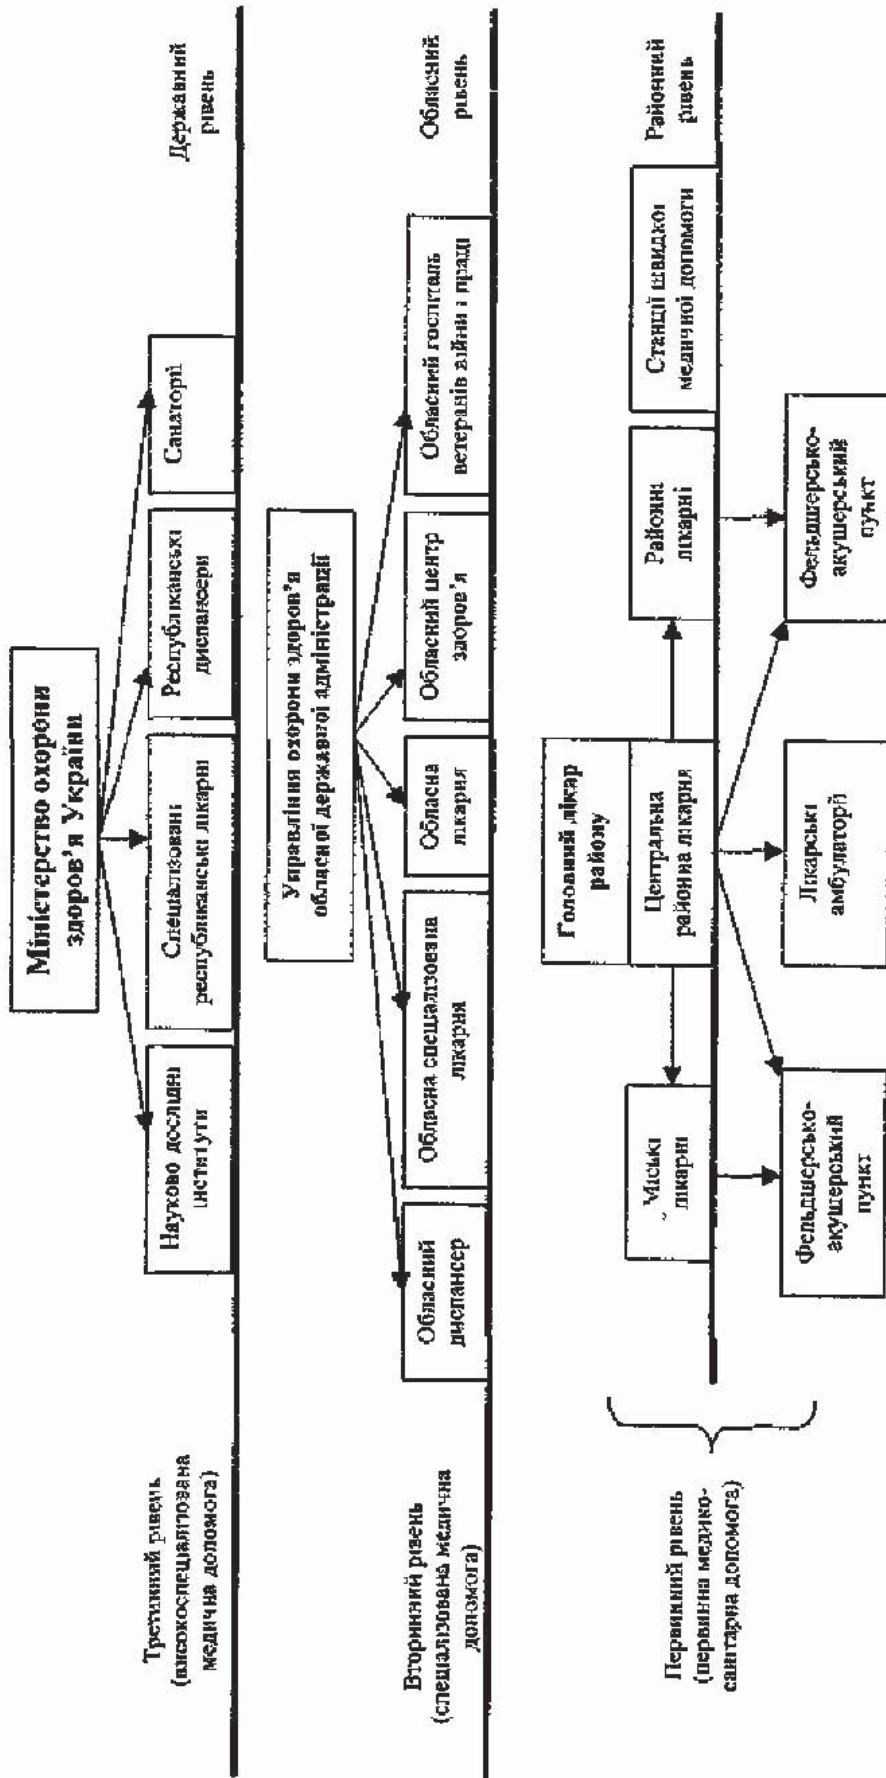 Міністерство охорони
здоров'я України
Державний
рівень
Третинний рівень
(високоспеціалізована
медична допомога)
Науково дослідні
інститути
Спеціалізовані
республіканські лікарні
Республіканські
диспансери
Санаторії
Управління охорони здоров'я
обласної державної адміністрації
Обласний
рівень
Вторинний рівень
(спеціалізована медична
допомога)
Обласний
диспансер
Обласна спеціалізована
лікарня
Обласна
лікарня
Обласний центр
здоров'я
Обласний госпіталь
ветеранів війни і праці
Головний лікар
району
Районний
рівень
Первинний рівень
(первинна медико-
санітарна допомога)
Міські
лікарні
Центральна
районна лікарня
Районні
лікарні
Станції швидкої
медичної допомоги
Фельдшерсько-
акушерський
пункт
Лікарські
амбулаторії
Фельдшерсько-
акушерський
пункт